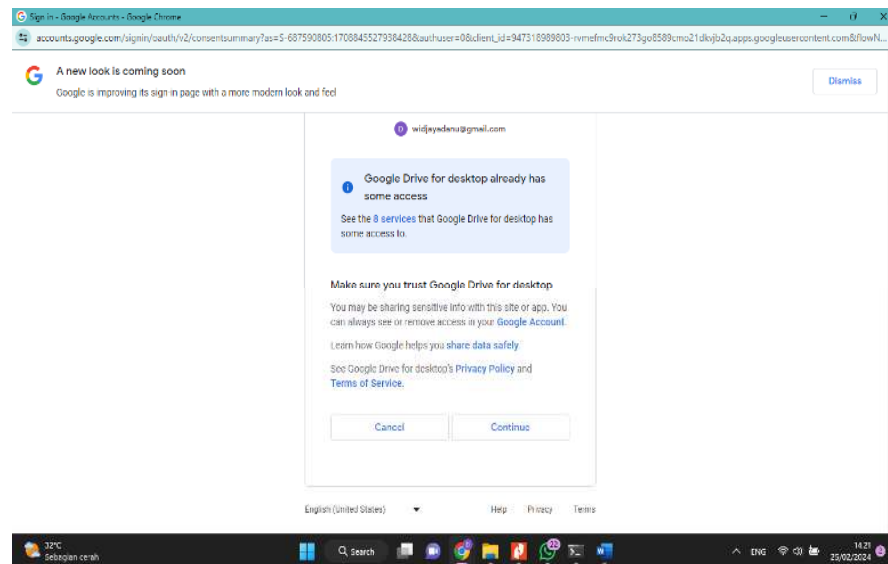 Sign in - Google Accounts - Google Chrome
accounts.google.com/signin/oauth/v2/consentsummary?as=S-687590805:1708845527938428&authuser=0&client_id=947318989803-rvmefmc9rok273go8589cmo21dkvjb2q.apps.googleusercontent.com&flowN...
A new look is coming soon
Google is improving its sign in page with a more modern look and feel
Dismiss
D widjayadanu@gmail.com
Google Drive for desktop already has
some access
See the 8 services that Google Drive for desktop has
some access to.
Make sure you trust Google Drive for desktop
You may be sharing sensitive info with this site or app. You
can always see or remove access in your Google Account.
Learn how Google helps you share data safely
See Google Drive for desktop's Privacy Policy and
Terms of Service.
Cancel
Continue
English (United States)
Help
Privacy
Terms
32°C
Sebagian cerah
Search
22
ENG
14.21
25/02/2024